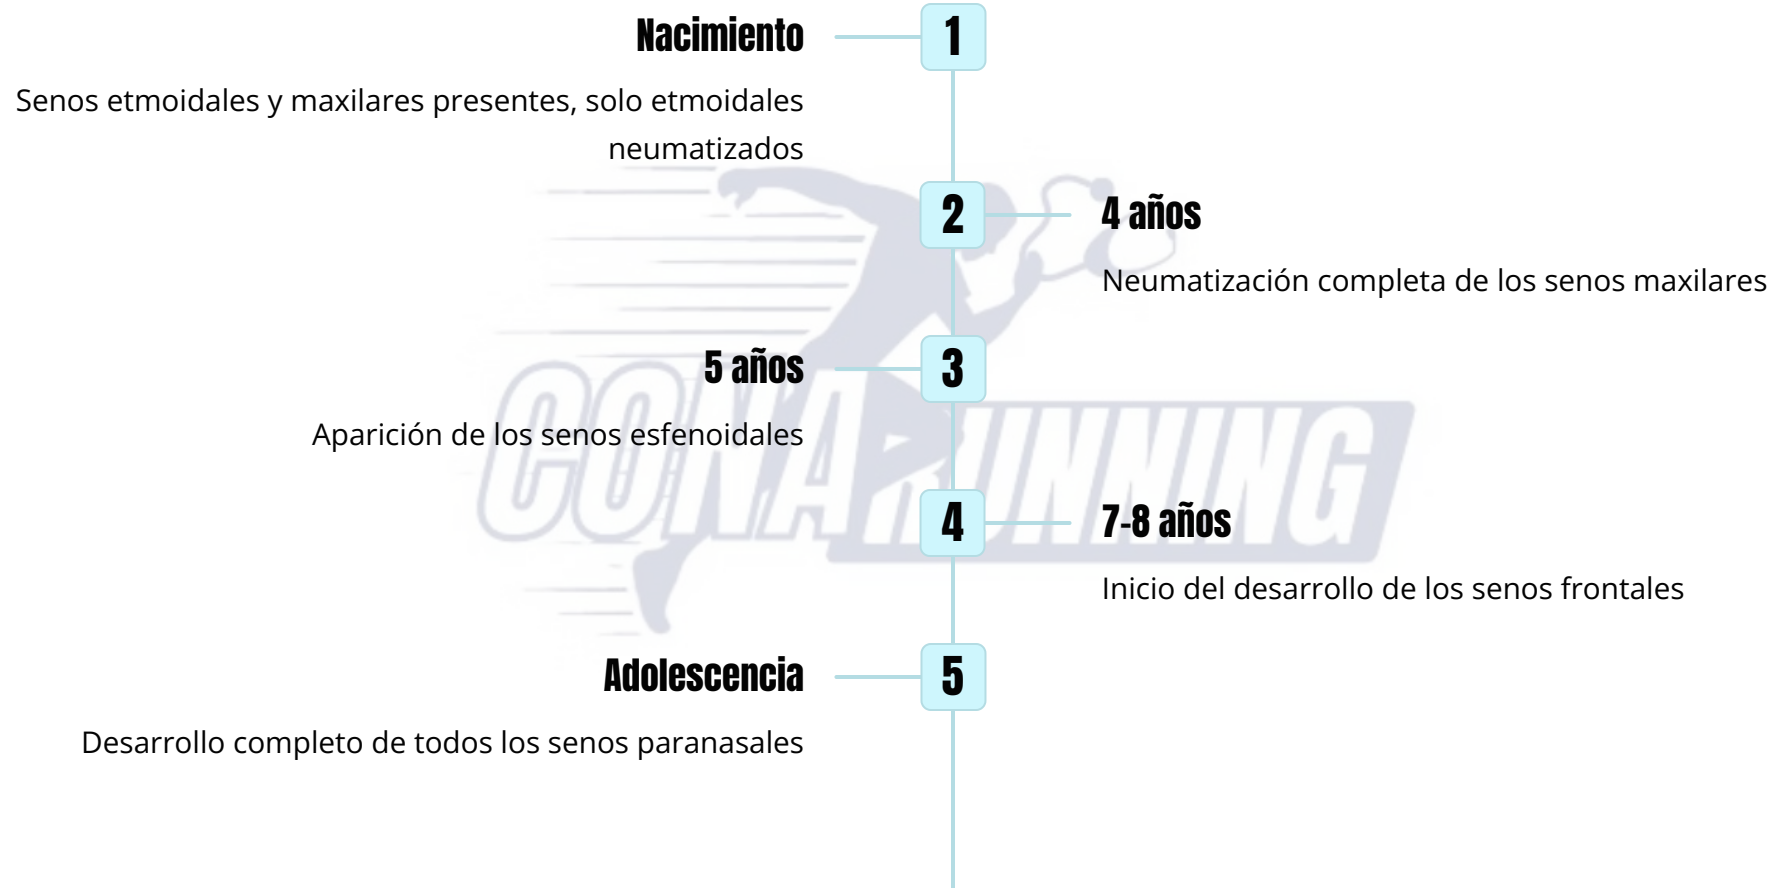 Nacimiento
1
Senos etmoidales y maxilares presentes, solo etmoidales
neumatizados
2
4 años
Neumatización completa de los senos maxilares
5 años
3
Aparición de los senos esfenoidales
CONARUNNING
4
7-8 años
Inicio del desarrollo de los senos frontales
Adolescencia
5
Desarrollo completo de todos los senos paranasales